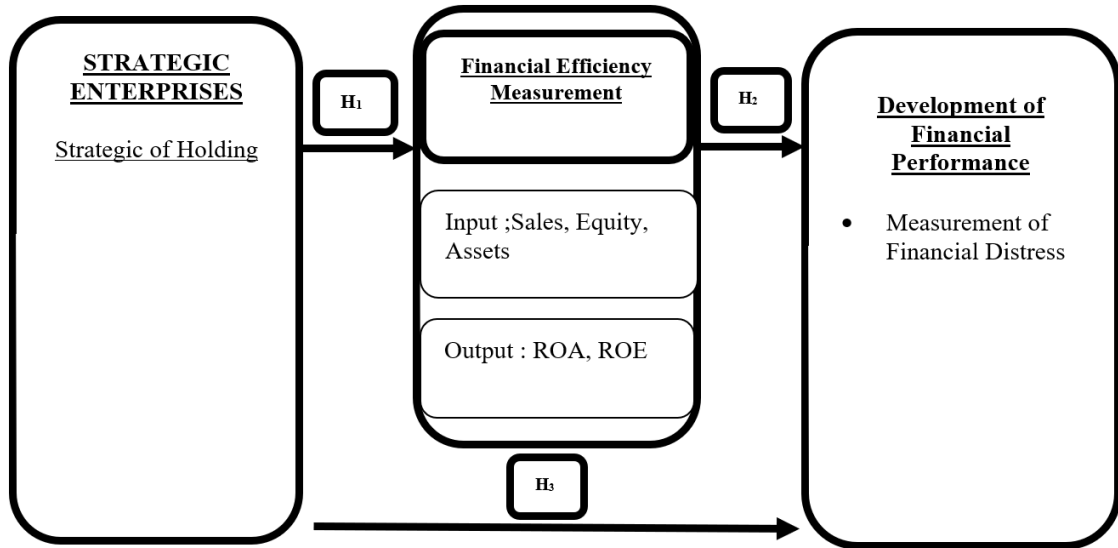 STRATEGIC
ENTERPRISES
Strategic of Holding
H₁
Financial Efficiency
Measurement
Input ;Sales, Equity,
Assets
Output : ROA, ROE
H₂
Development of
Financial
Performance
• Measurement of
Financial Distress
H₃